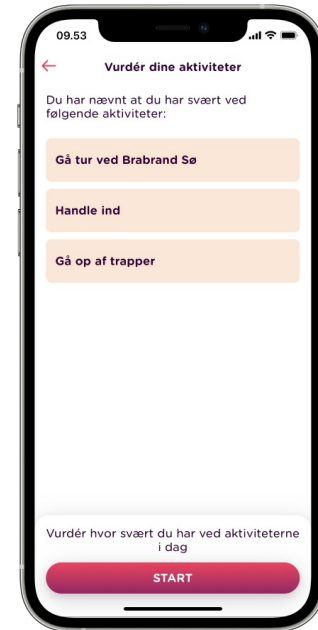 09.53
Vurdér dine aktiviteter
Du har nævnt at du har svært ved
følgende aktiviteter:
Gå tur ved Brabrand Sø
Handle ind
Gå op af trapper
Vurdér hvor svært du har ved aktiviteterne
i dag
START